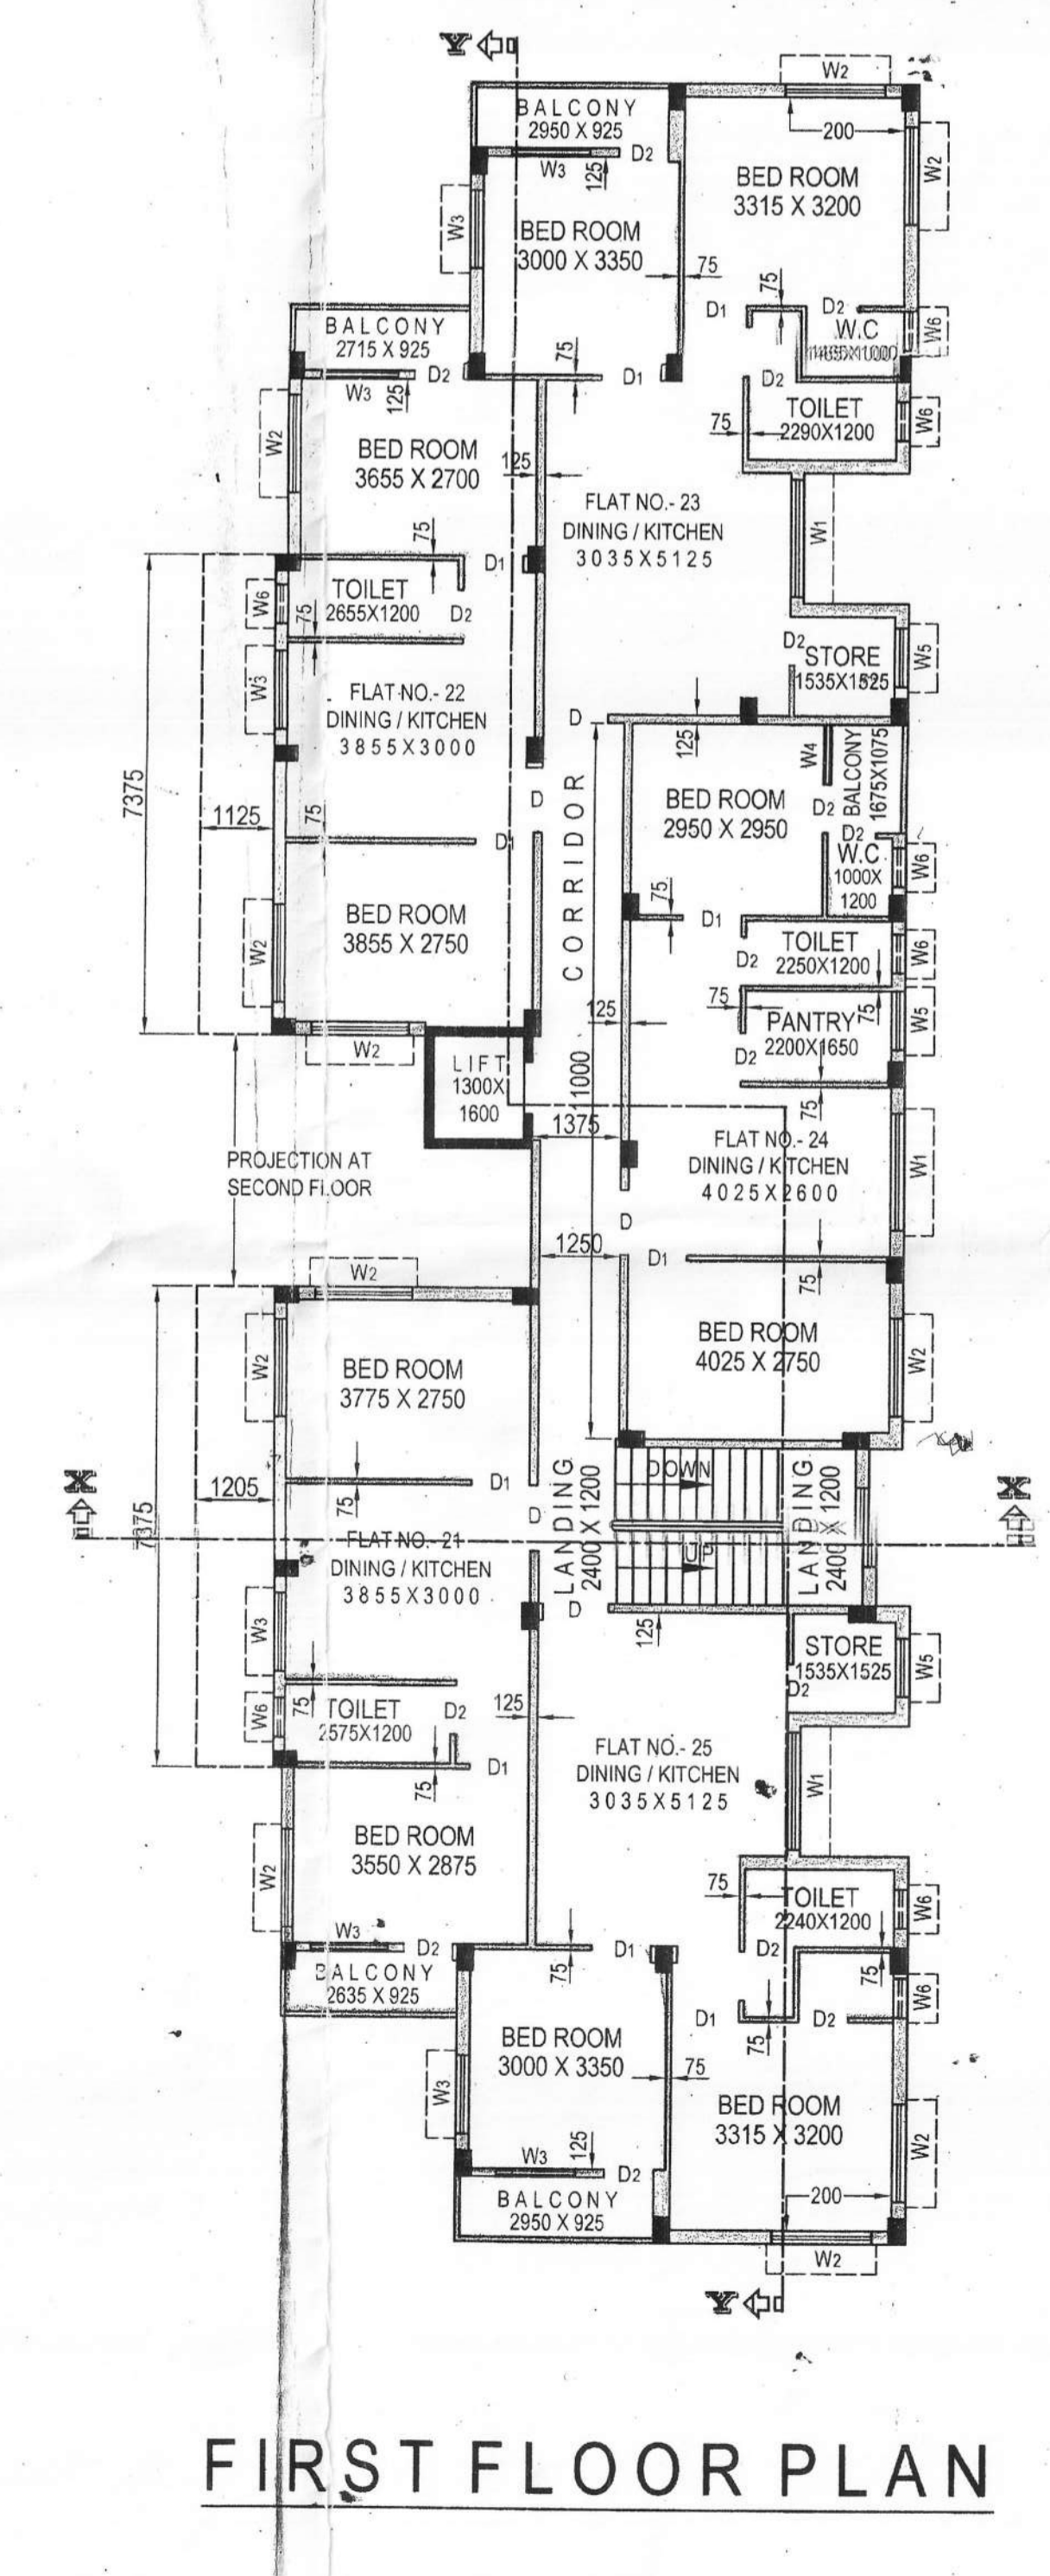 Y
W2
BALCONY
2950 X 925
200
W3
D2
125
BED ROOM
3315 X 3200
W2
W3
BED ROOM
3000 X 3350
75
75
D1
D2
W.C
W6
BALCONY
2715 X 925
75
D2
D1
D2
W3
125
TOILET
2290X1200
W6
75
W2
BED ROOM
3655 X 2700
125
FLAT NO.- 23
DINING / KITCHEN
3035X5125
W1
75
D1
TOILET
2655X1200
W6
75
D2
D2
STORE
1535X1525
W5
W3
FLAT NO.- 22
DINING / KITCHEN
3855X3000
D
125
7375
1125
75
D
D1
CORRIDOR
BED ROOM
2950 X 2950
W4
BALCONY
1675X1075
D2
D2
W.C
1000X
1200
W6
75
D1
BED ROOM
3855 X 2750
W2
TOILET
2250X1200
W6
D2
125
75
PANTRY
2200X1650
75
W5
D2
W2
LIFT
1300X
1600
11000
75
1375
FLAT NO.- 24
DINING / KITCHEN
4025X2600
W1
PROJECTION AT
SECOND FLOOR
D
1250
D1
75
W2
W2
BED ROOM
3775 X 2750
BED ROOM
4025 X 2750
W2
X
1205
75
D1
D
LANDING
2400 X 1200
DOWN
UP
LANDING
2400 X 1200
X
7375
FLAT NO.- 21
DINING / KITCHEN
3855X3000
D
125
W3
STORE
1535X1525
W5
D2
W6
75
TOILET
2575X1200
D2
125
75
D1
FLAT NO.- 25
DINING / KITCHEN
3035X5125
W1
BED ROOM
3550 X 2875
W2
75
TOILET
2240X1200
W6
W3
D2
D1
75
D2
75
W6
BALCONY
2635 X 925
D1
75
D2
BED ROOM
3000 X 3350
75
W3
BED ROOM
3315 X 3200
W2
W3
125
D2
BALCONY
2950 X 925
200
W2
Y
FIRST FLOOR PLAN